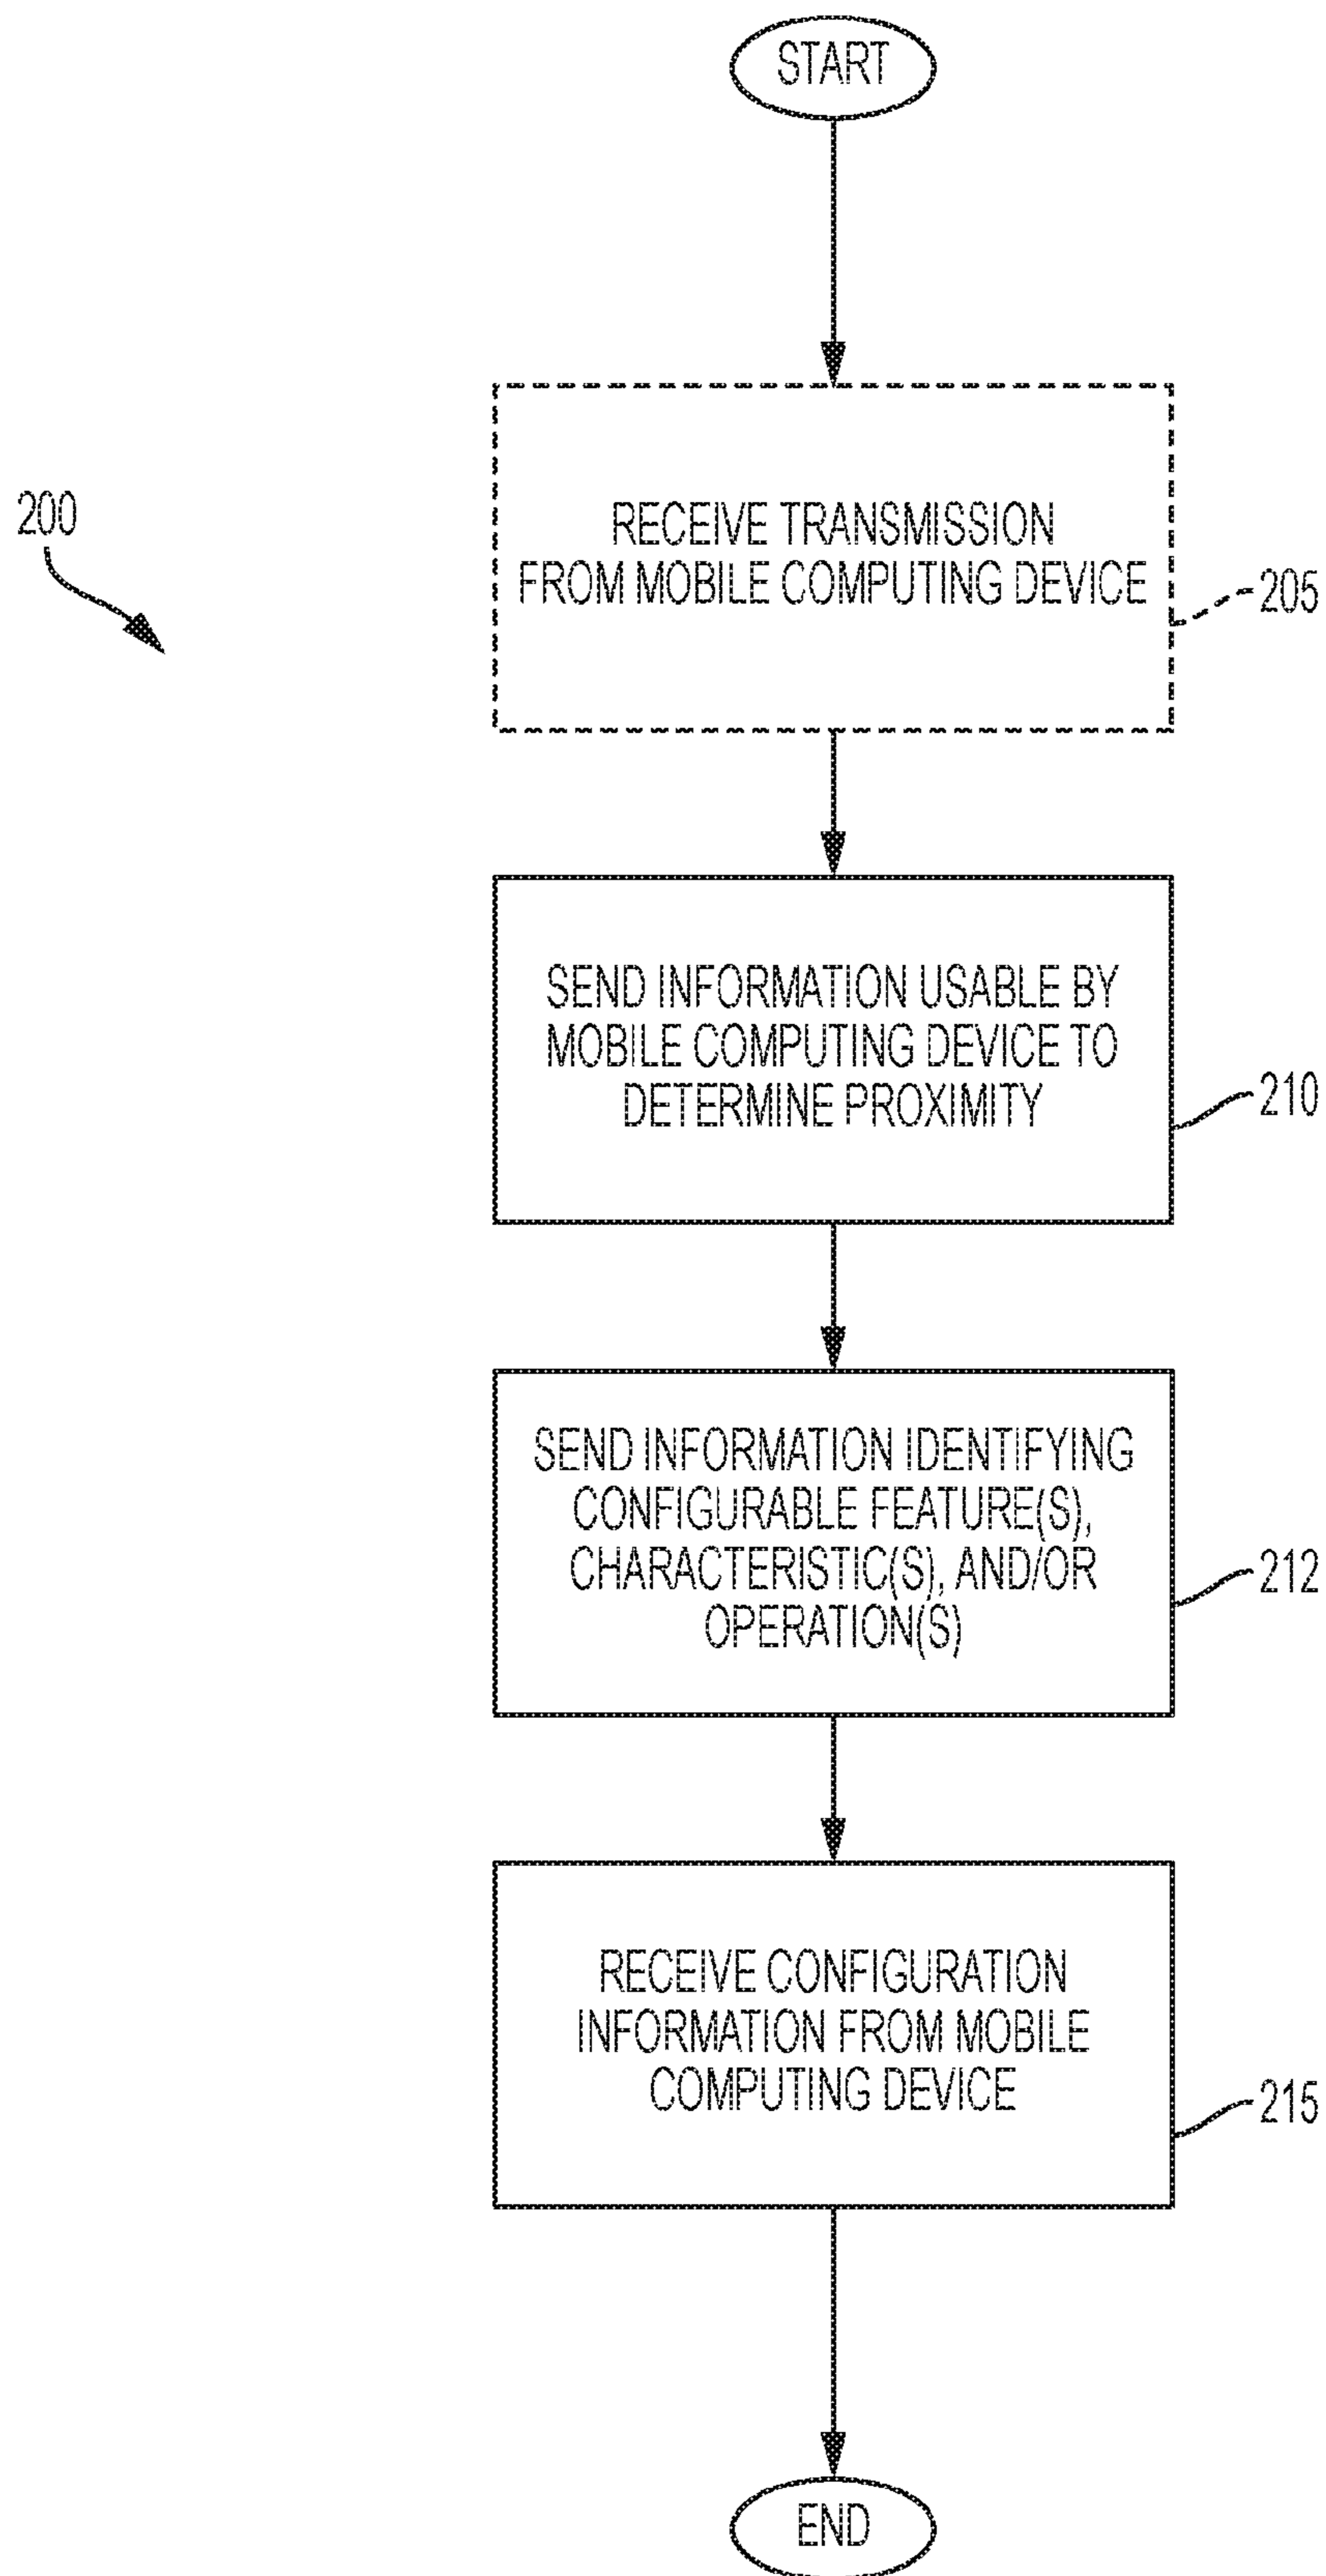 START
200
RECEIVE TRANSMISSION
FROM MOBILE COMPUTING DEVICE
205
SEND INFORMATION USABLE BY
MOBILE COMPUTING DEVICE TO
DETERMINE PROXIMITY
210
SEND INFORMATION IDENTIFYING
CONFIGURABLE FEATURE(S),
CHARACTERISTIC(S), AND/OR
OPERATION(S)
212
RECEIVE CONFIGURATION
INFORMATION FROM MOBILE
COMPUTING DEVICE
215
END